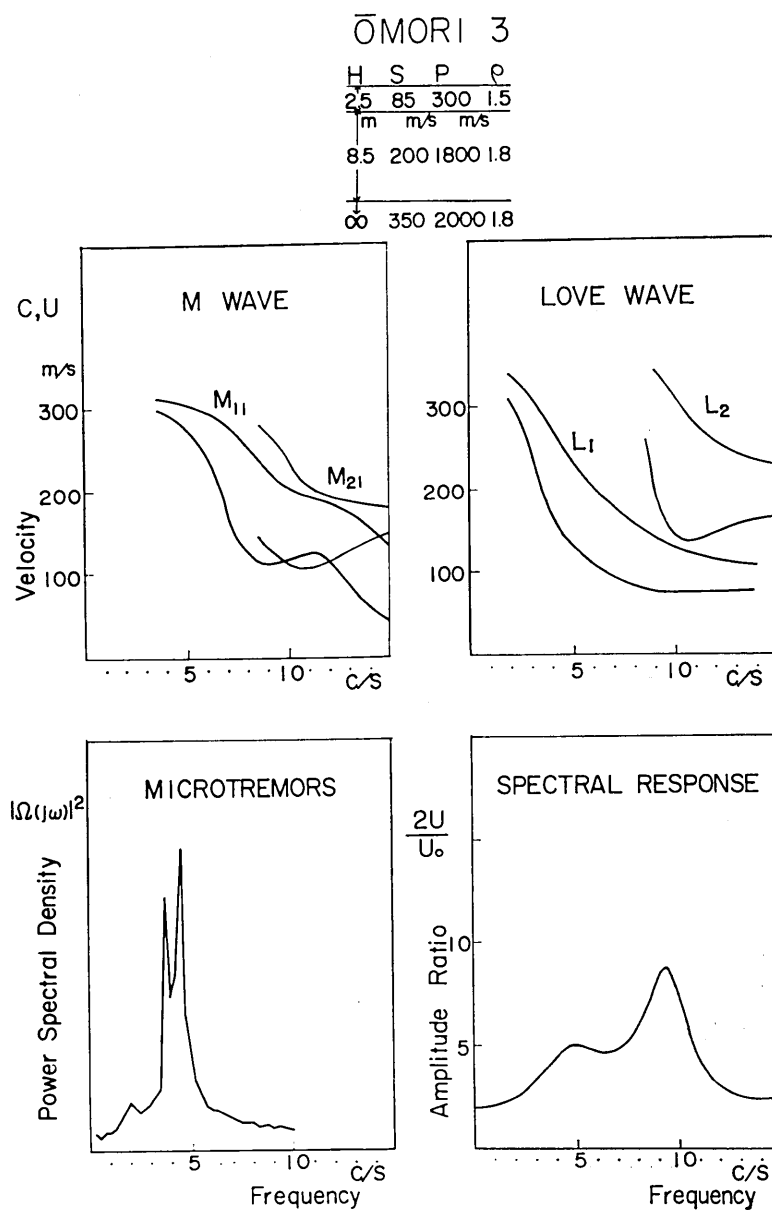 ŌMORI 3
H S P ρ
2.5 85 300 1.5
m m/s m/s
8.5 200 1800 1.8
∞ 350 2000 1.8
C,U
M WAVE
m/s
300
200
100
Velocity
M11
M21
5 10
C/S
LOVE WAVE
300
200
100
L1
L2
5 10
C/S
MICROTREMORS
|Ω(jω)|²
Power Spectral Density
5 10
C/S
Frequency
SPECTRAL RESPONSE
2U
U₀
Amplitude Ratio
10
5
5 10
C/S
Frequency